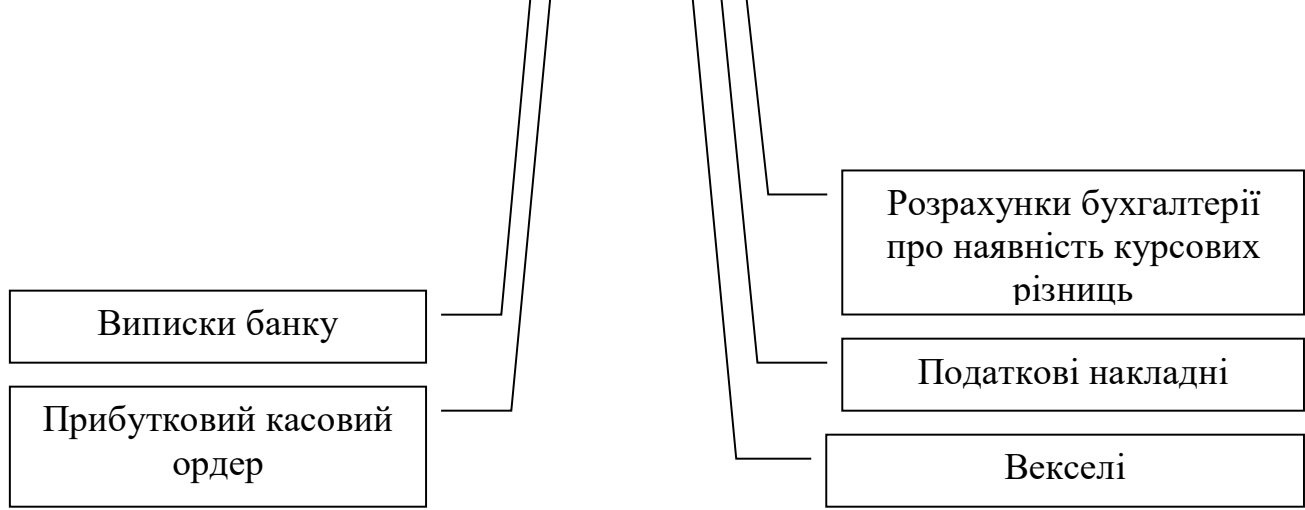 Виписки банку
Прибутковий касовий
ордер
Розрахунки бухгалтерії
про наявність курсових
різниць
Податкові накладні
Векселі